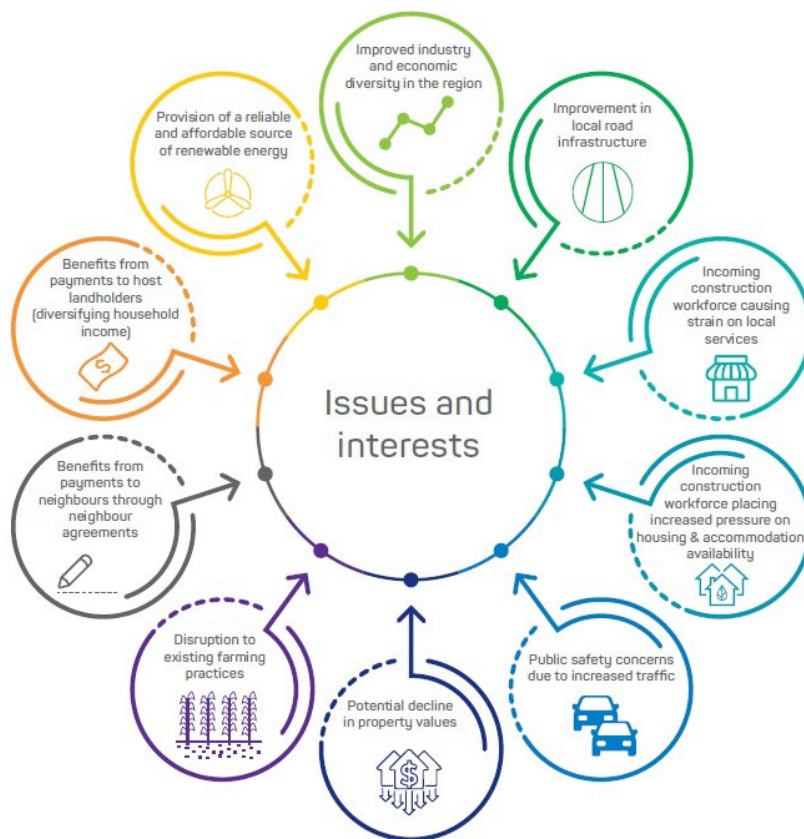 Improved industry
and economic
diversity in the region
Improvement in
local road
infrastructure
Incoming
construction
workforce causing
strain on local
services
Incoming
construction
workforce placing
increased pressure on
housing & accommodation
availability
Public safety concerns
due to increased traffic
Potential decline
in property values
Disruption to
existing farming
practices
Benefits from
payments to
neighbours through
neighbour
agreements
Benefits from
payments to host
landholders
(diversifying household
income)
Provision of a reliable
and affordable source
of renewable energy
Issues and
interests
$
$